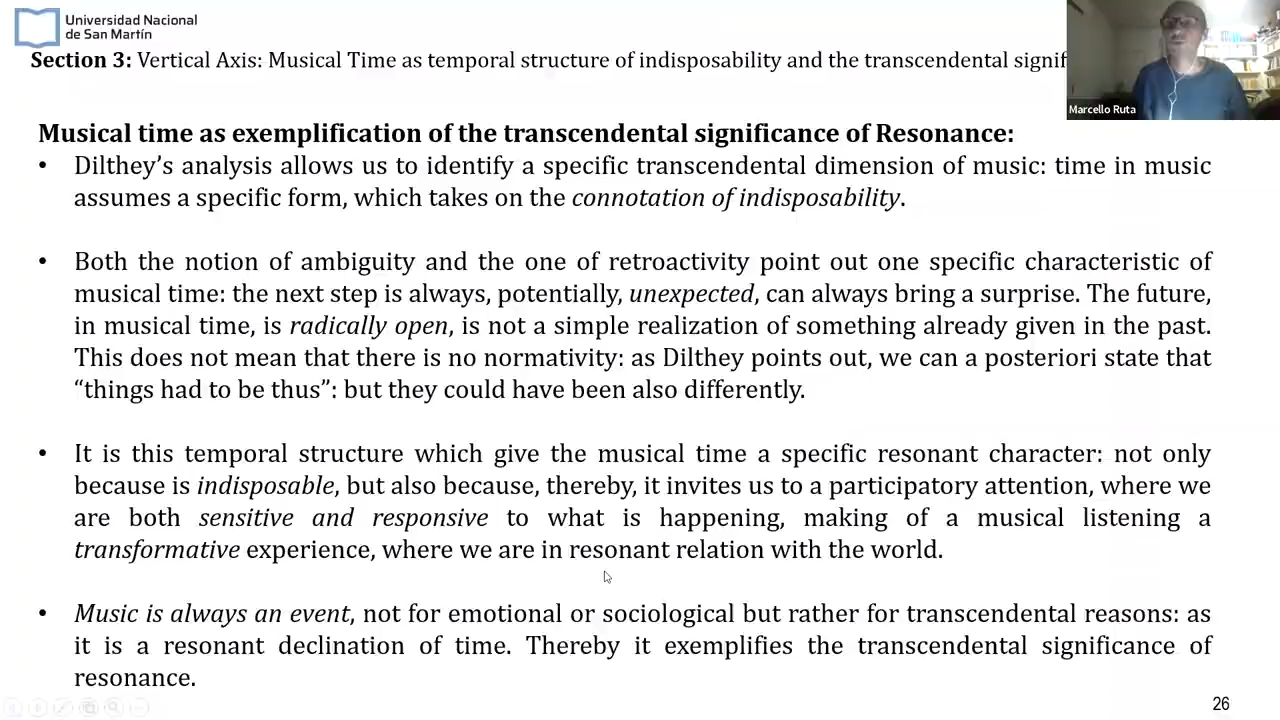 Universidad Nacional
de San Martín
Section 3: Vertical Axis: Musical Time as temporal structure of indisposability and the transcendental signif
Marcello Ruta
Musical time as exemplification of the transcendental significance of Resonance:
• Dilthey’s analysis allows us to identify a specific transcendental dimension of music: time in music
assumes a specific form, which takes on the connotation of indisposability.
• Both the notion of ambiguity and the one of retroactivity point out one specific characteristic of
musical time: the next step is always, potentially, unexpected, can always bring a surprise. The future,
in musical time, is radically open, is not a simple realization of something already given in the past.
This does not mean that there is no normativity: as Dilthey points out, we can a posteriori state that
“things had to be thus”: but they could have been also differently.
• It is this temporal structure which give the musical time a specific resonant character: not only
because is indisposable, but also because, thereby, it invites us to a participatory attention, where we
are both sensitive and responsive to what is happening, making of a musical listening a
transformative experience, where we are in resonant relation with the world.
• Music is always an event, not for emotional or sociological but rather for transcendental reasons: as
it is a resonant declination of time. Thereby it exemplifies the transcendental significance of
resonance.
26